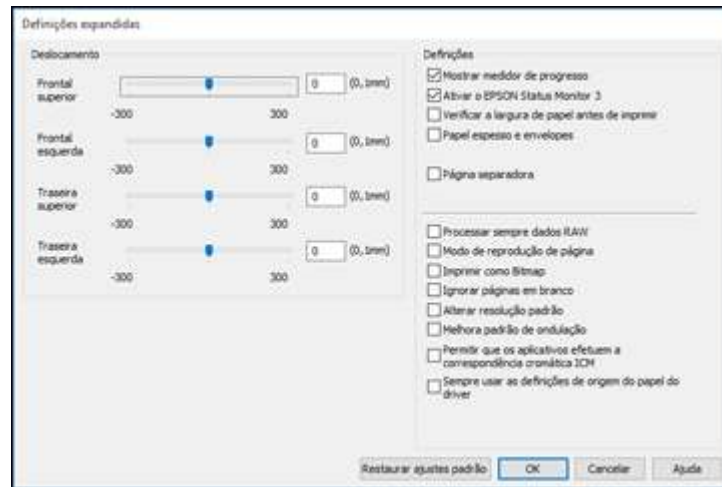 Definições expandidas
Deslocamento
Frontal
superior
0 (0,1mm)
-300 300
Frontal
esquerda
0 (0,1mm)
-300 300
Traseira
superior
0 (0,1mm)
-300 300
Traseira
esquerda
0 (0,1mm)
-300 300
Definições
Mostrar medidor de progresso
Ativar o EPSON Status Monitor 3
Verificar a largura de papel antes de imprimir
Papel espesso e envelopes
Página separadora
Processar sempre dados RAW
Modo de reprodução de página
Imprimir como Bitmap
Ignorar páginas em branco
Alterar resolução padrão
Melhora padrão de ondulação
Permitir que os aplicativos efetuem a
correspondência cromática ICM
Sempre usar as definições de origem do papel do
driver
Restaurar ajustes padrão OK Cancelar Ajuda